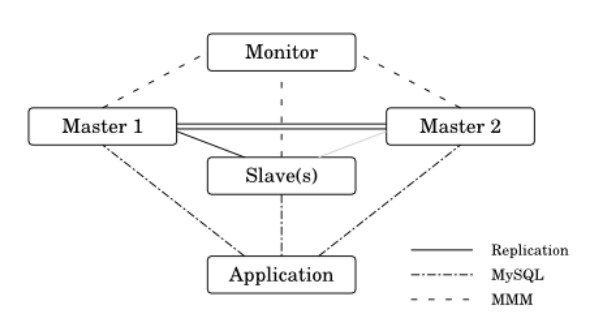 Monitor
Master 1
Master 2
Slave(s)
Application
Replication
MySQL
MMM